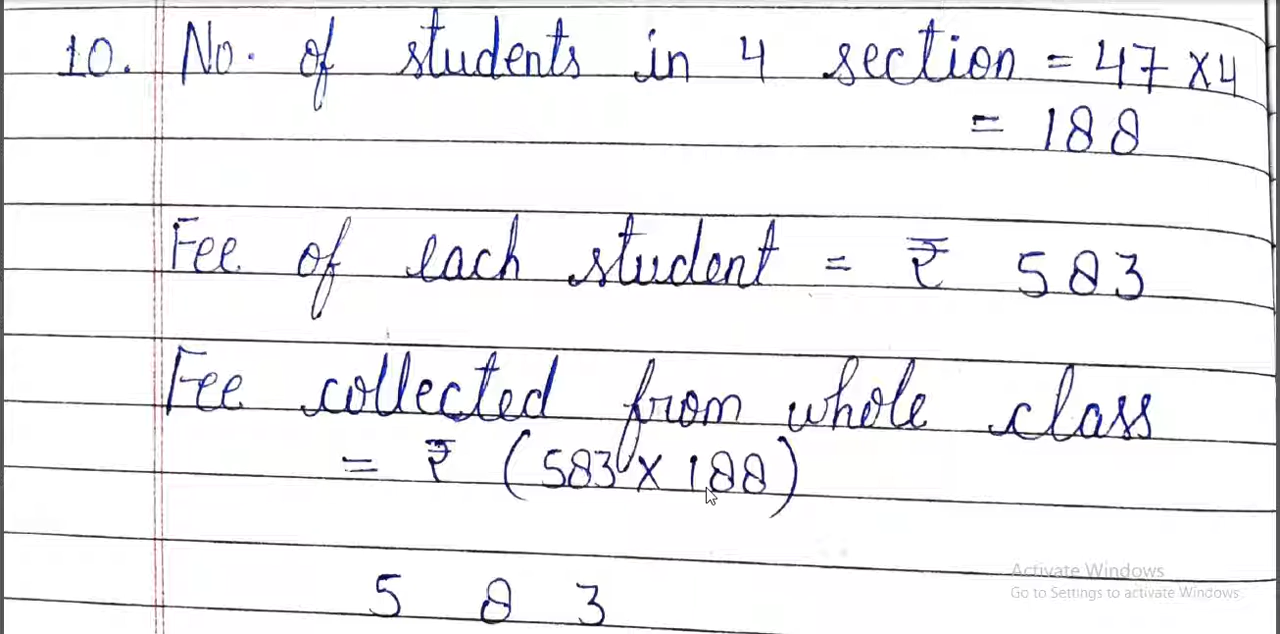 10. No. of students in 4 section = 47 x 4
= 188
Fee of each student = ₹ 583
Fee collected from whole class
= ₹ (583 x 188)
5 8 3
Activate Windows
Go to Settings to activate Windows.